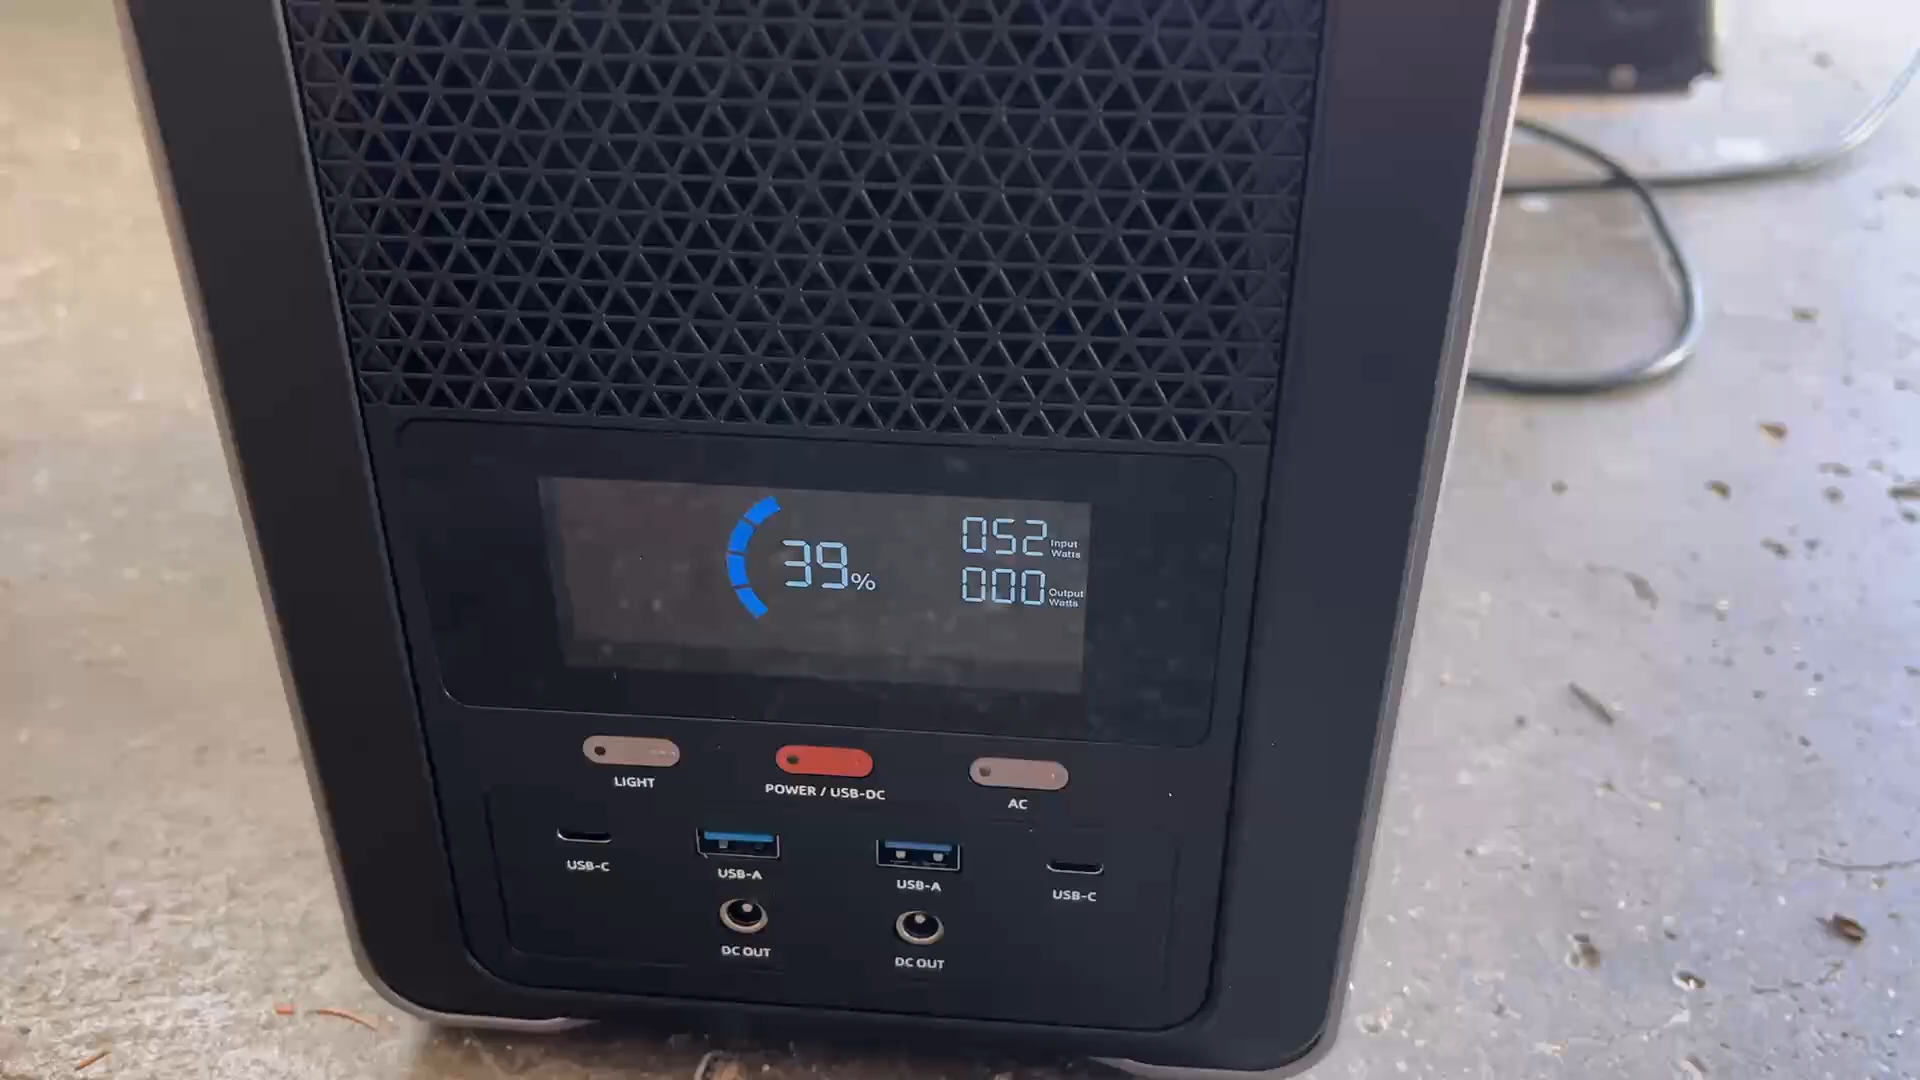 39%
052 Input Watts
000 Output Watts
LIGHT
POWER / USB-DC
AC
USB-C
USB-A
USB-A
USB-C
DC OUT
DC OUT